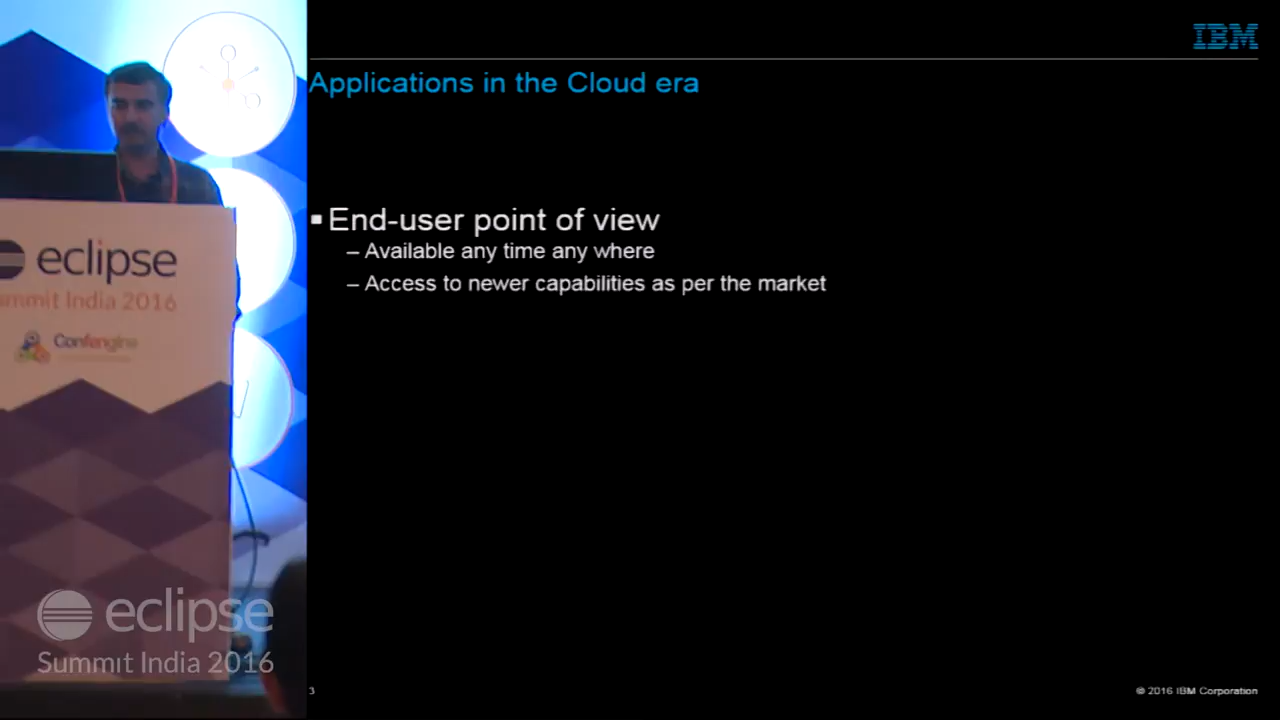 IBM
Applications in the Cloud era
▪ End-user point of view
– Available any time any where
– Access to newer capabilities as per the market
3
© 2016 IBM Corporation
eclipse
Summit India 2016
eclipse
ummit India 2016
Confengine